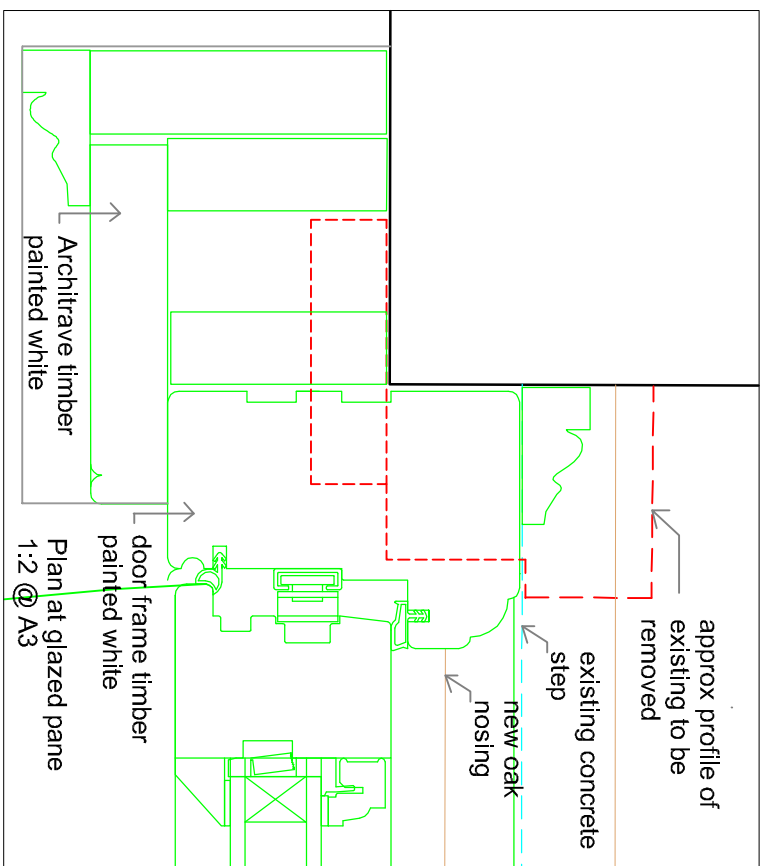 approx profile of
existing to be
removed
existing concrete
step
new oak
nosing
Architrave timber
painted white
door frame timber
painted white
Plan at glazed pane
1:2 @ A3